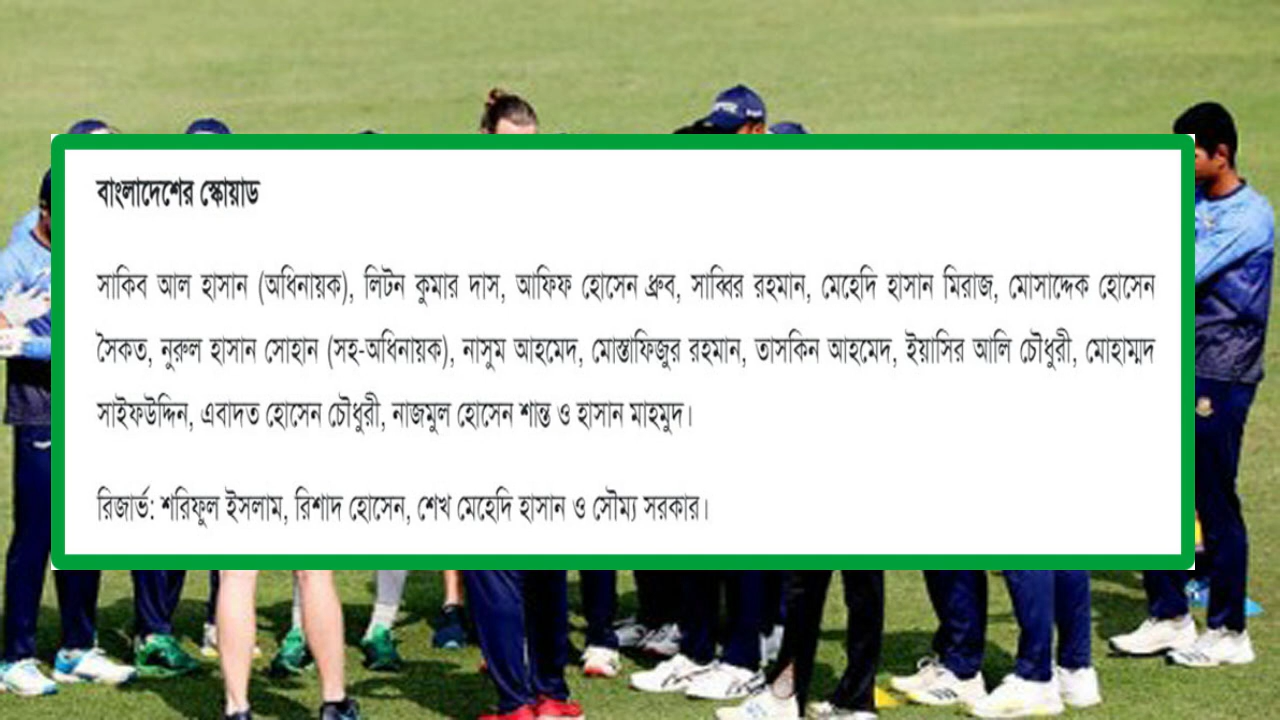 বাংলাদেশের স্কোয়াড
সাকিব আল হাসান (অধিনায়ক), লিটন কুমার দাস, আফিফ হোসেন ধ্রুব, সাব্বির রহমান, মেহেদি হাসান মিরাজ, মোসাদ্দেক হোসেন
সৈকত, নুরুল হাসান সোহান (সহ-অধিনায়ক), নাসুম আহমেদ, মোস্তাফিজুর রহমান, তাসকিন আহমেদ, ইয়াসির আলি চৌধুরী, মোহাম্মদ
সাইফউদ্দিন, এবাদত হোসেন চৌধুরী, নাজমুল হোসেন শান্ত ও হাসান মাহমুদ।
রিজার্ভ: শরিফুল ইসলাম, রিশাদ হোসেন, শেখ মেহেদি হাসান ও সৌম্য সরকার।